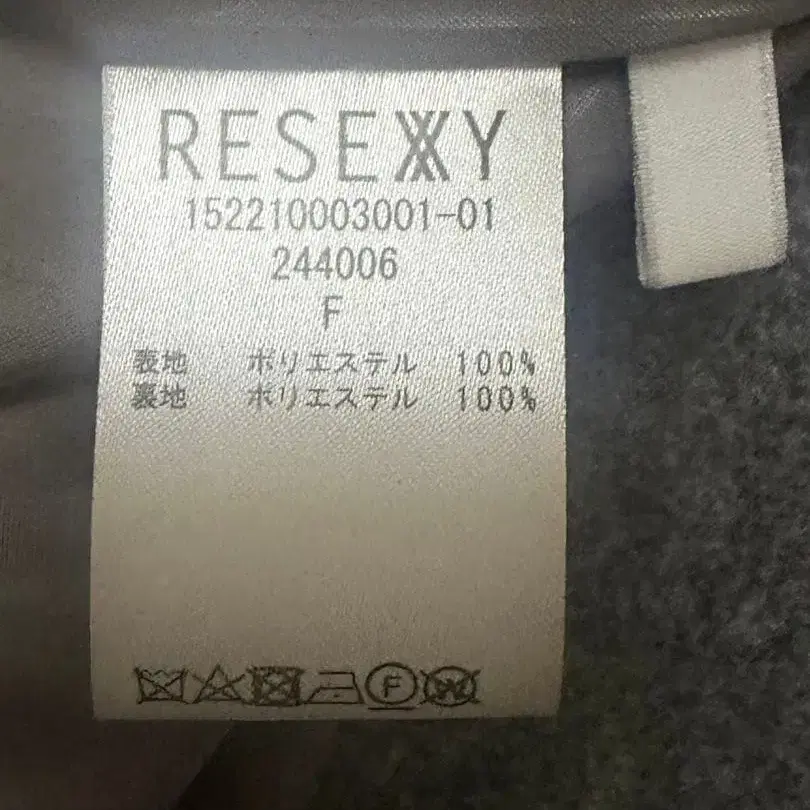 RESEXXY
152210003001-01
244006
F
表地 ポリエステル 100%
裏地 ポリエステル 100%
F W